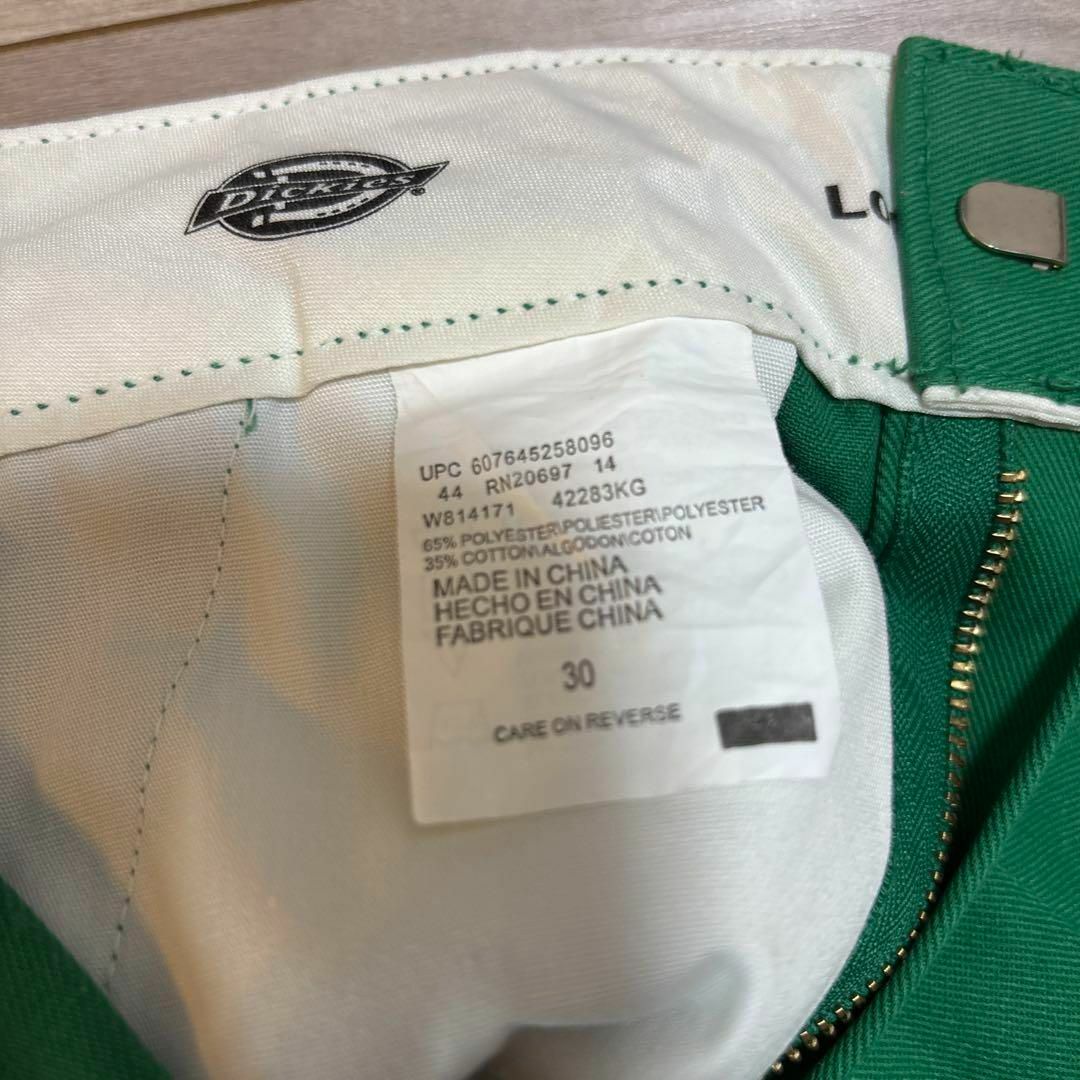 Dickies®
Lo
UPC 607645258096
44 RN20697 14
W814171 42283KG
65% POLYESTER\POLIESTER\POLYESTER
35% COTTON\ALGODON\COTON
MADE IN CHINA
HECHO EN CHINA
FABRIQUE CHINA
30
CARE ON REVERSE